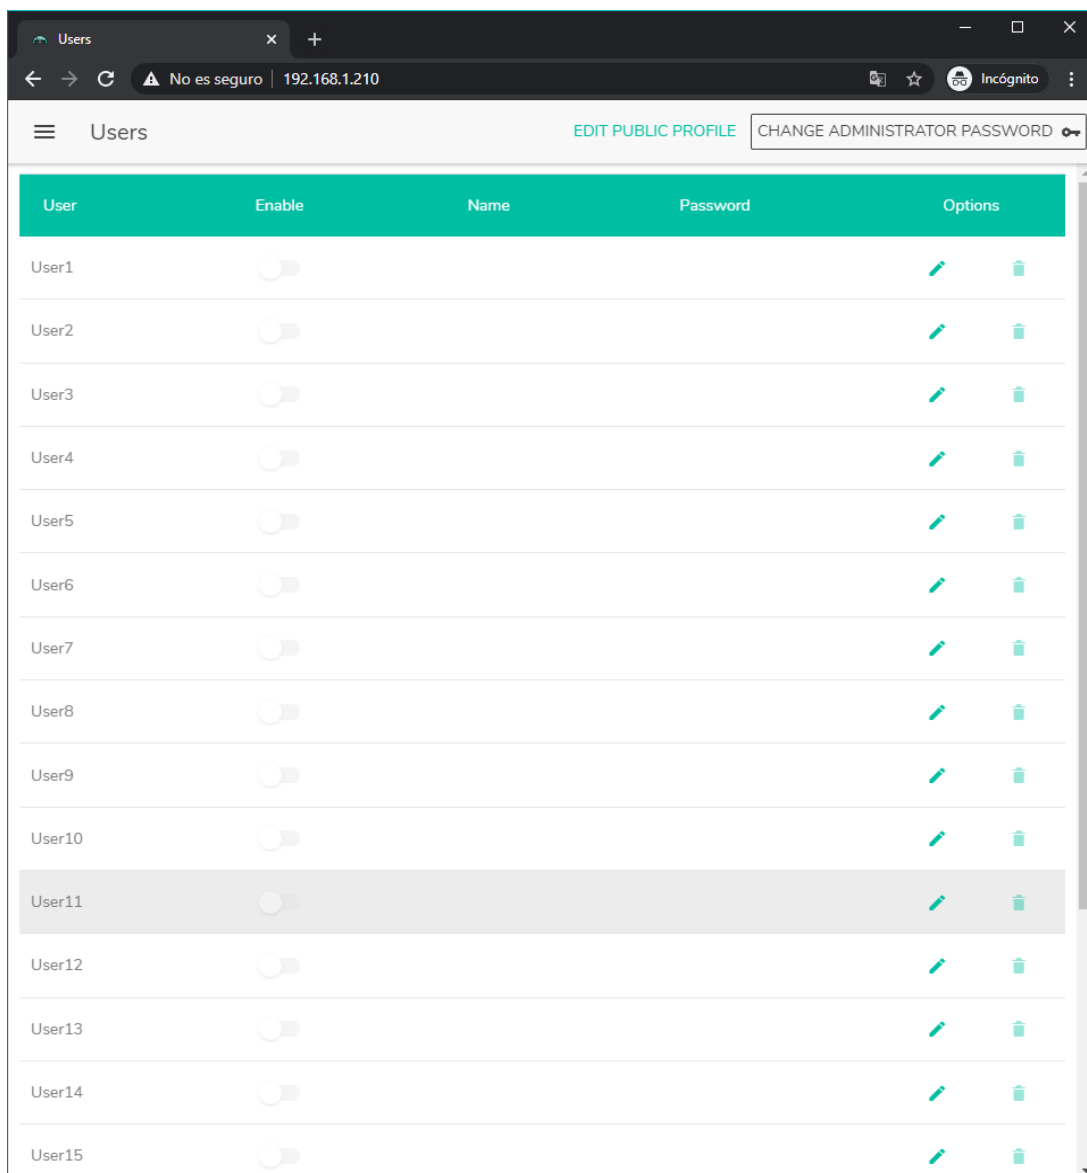 Users
No es seguro 192.168.1.210 Incógnito
Users EDIT PUBLIC PROFILE CHANGE ADMINISTRATOR PASSWORD
User Enable Name Password Options
User1
User2
User3
User4
User5
User6
User7
User8
User9
User10
User11
User12
User13
User14
User15